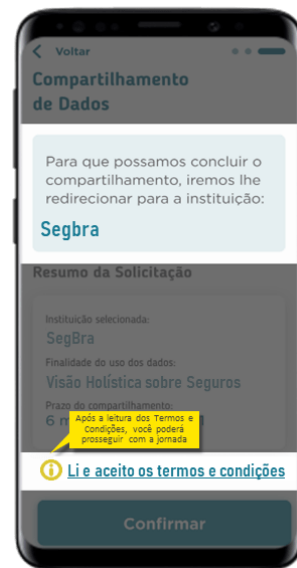 Voltar
Compartilhamento
de Dados
Para que possamos concluir o
compartilhamento, iremos lhe
redirecionar para a instituição:
Segbra
Resumo da Solicitação
Instituição selecionada:
SegBra
Finalidade do uso dos dados:
Visão Holística sobre Seguros
Prazo do compartilhamento:
6
Após a leitura dos Termos e
Condições, você poderá
prosseguir com a jornada
Li e aceito os termos e condições
Confirmar